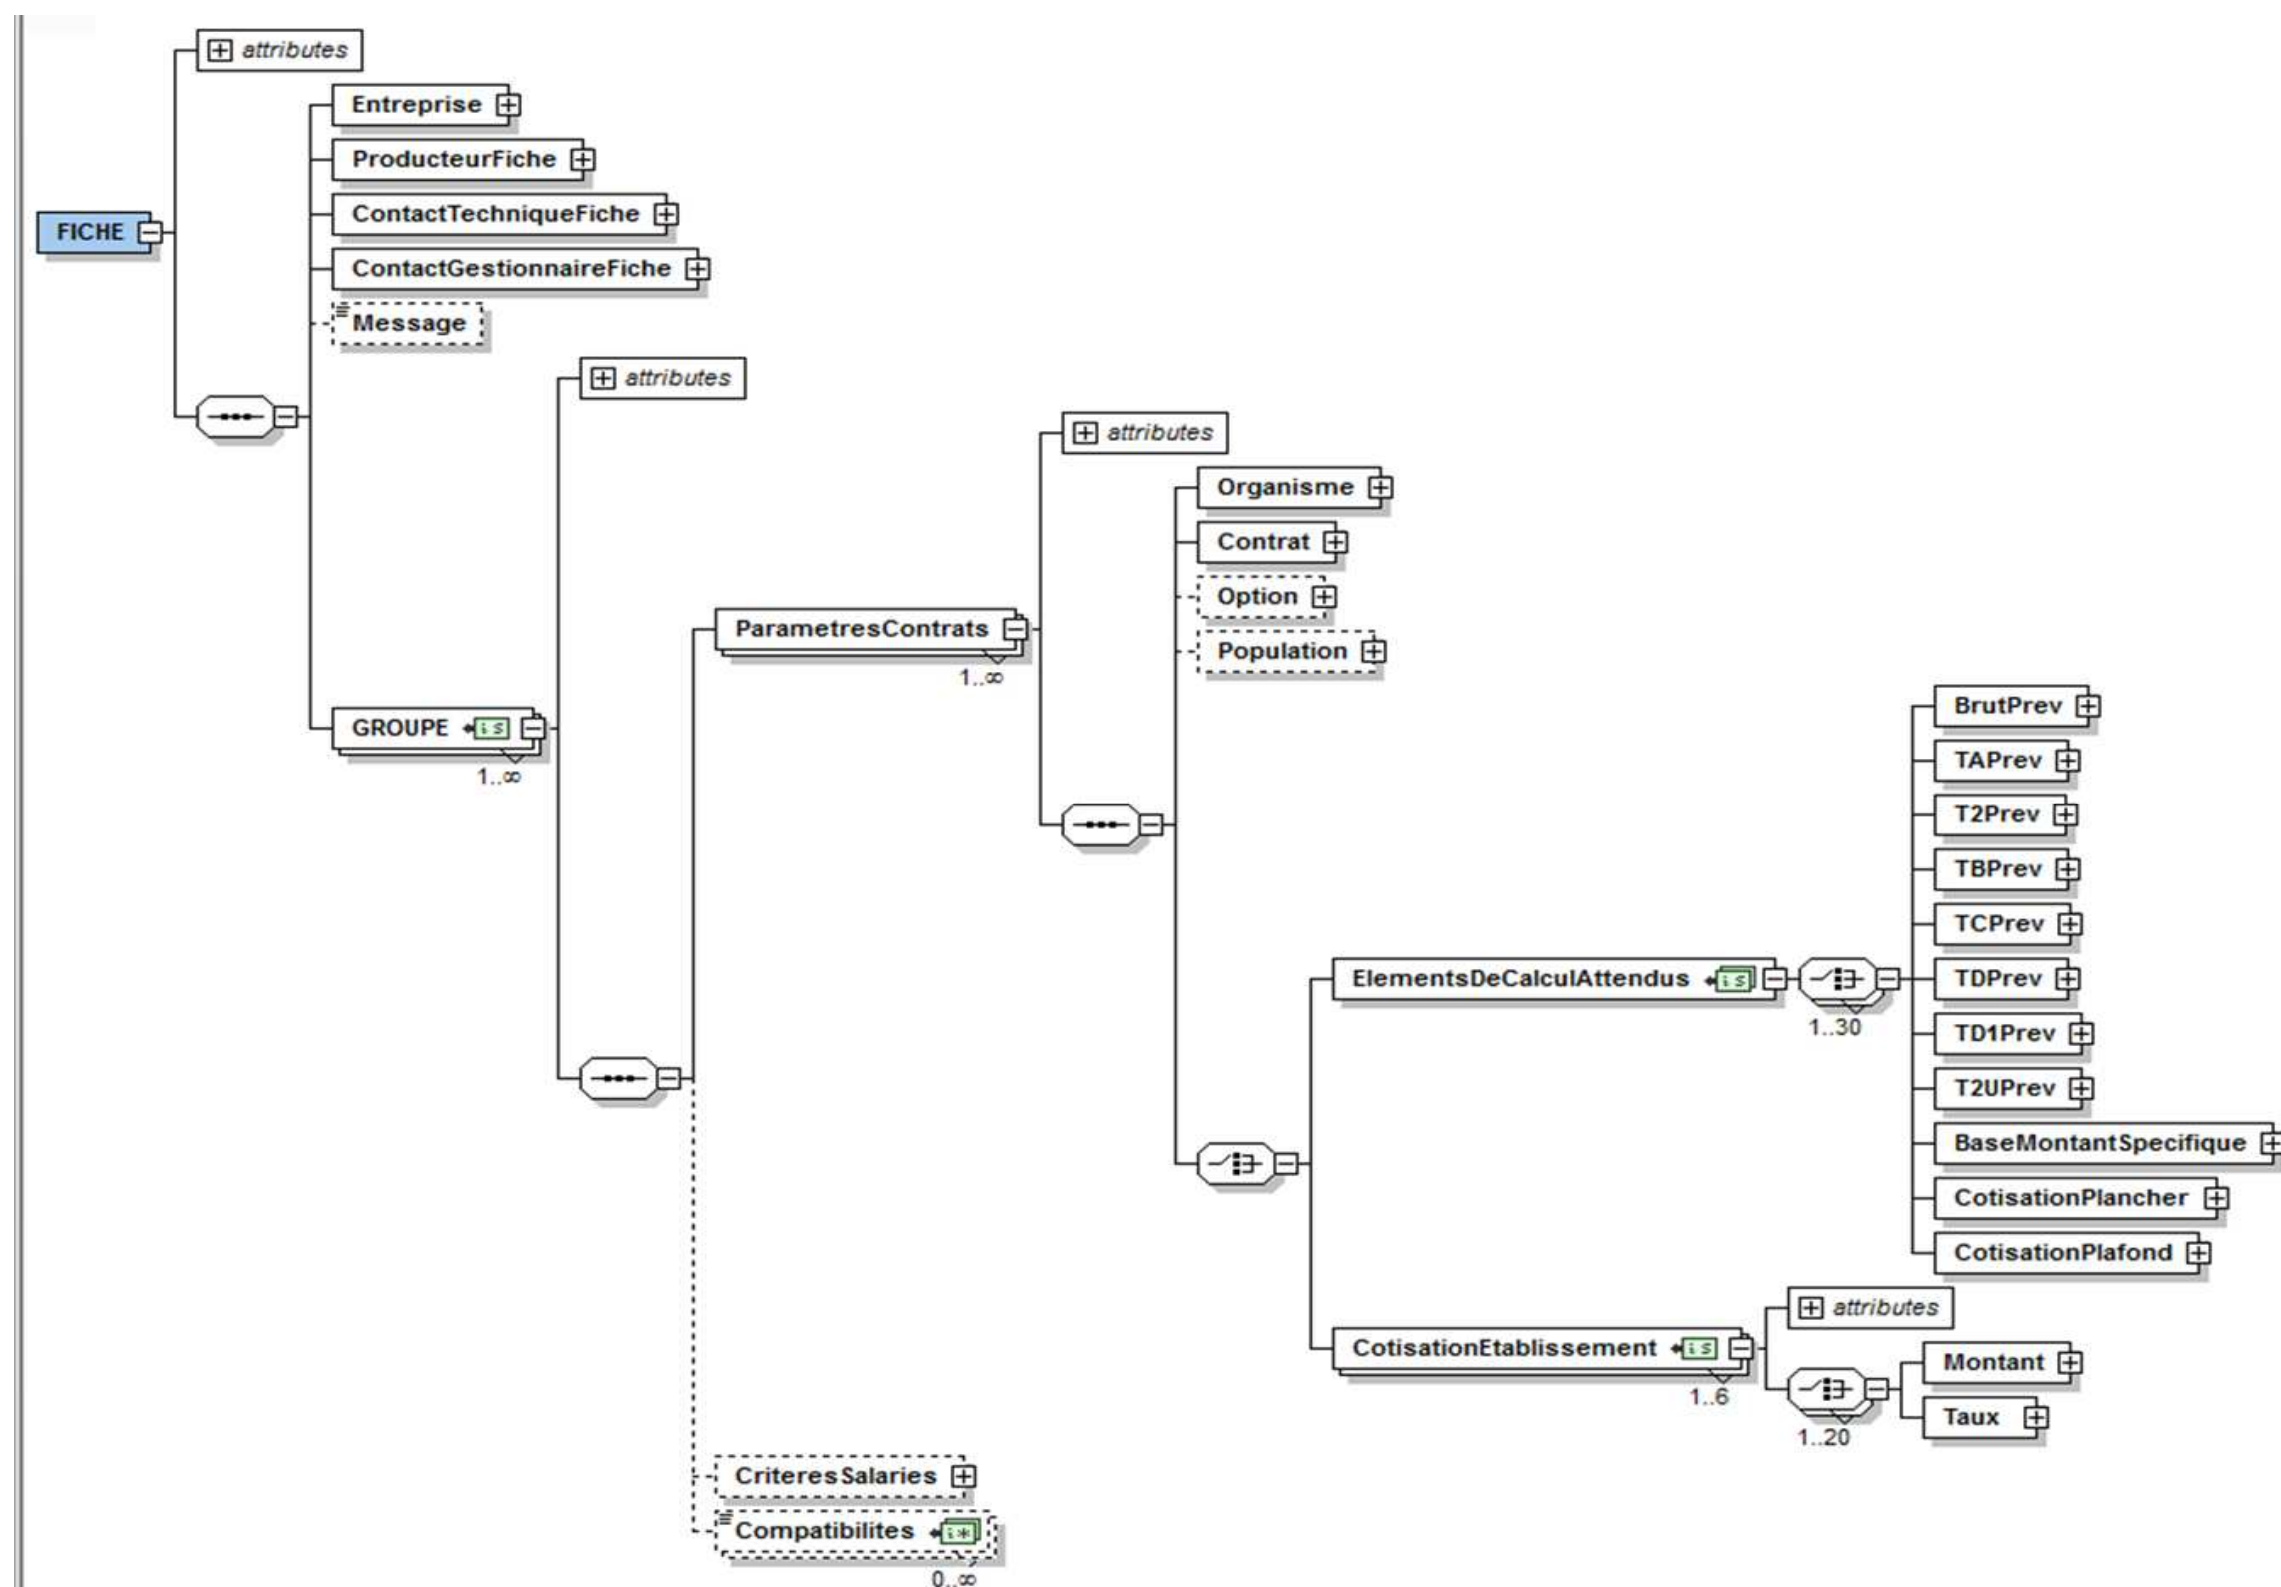 attributes
Entreprise
ProducteurFiche
ContactTechniqueFiche
FICHE
ContactGestionnaireFiche
Message
attributes
attributes
Organisme
Contrat
Option
ParametresContrats
1..∞
Population
GROUPE
1..∞
BrutPrev
TAPrev
T2Prev
TBPrev
TCPrev
ElementsDeCalculAttendus
1..30
TDPrev
TD1Prev
T2UPrev
BaseMontantSpecifique
CotisationPlancher
CotisationPlafond
attributes
CotisationEtablissement
1..6
Montant
1..20
Taux
CriteresSalaries
Compatibilites
0..∞